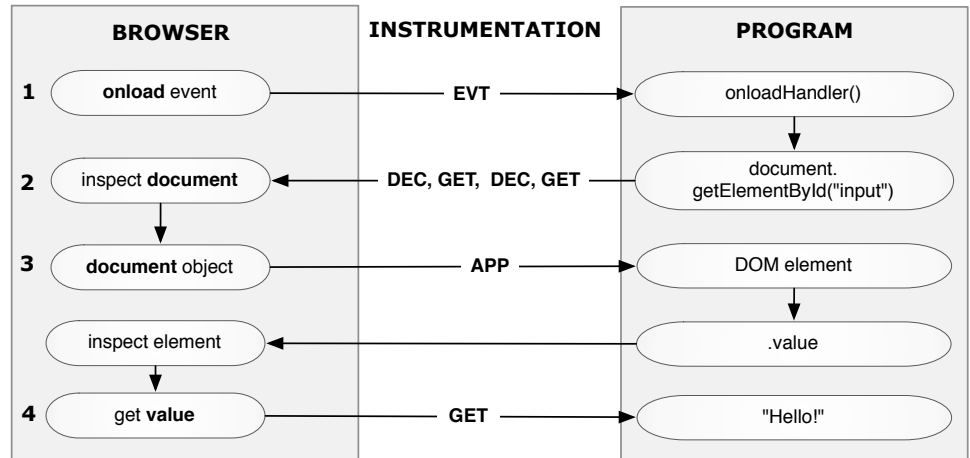 BROWSER INSTRUMENTATION PROGRAM
1 onload event EVT onloadHandler()
2 inspect document DEC, GET, DEC, GET document.
getElementById("input")
3 document object APP DOM element
inspect element .value
4 get value GET "Hello!"